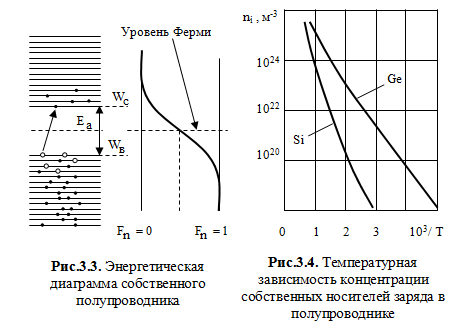 Уровень Ферми
W_C
E_a
W_B
F_n = 0
F_n = 1
Рис.3.3. Энергетическая
диаграмма собственного
полупроводника
n_i , м^-3
10^24
10^22
10^20
Ge
Si
0 1 2 3 10^3/ T
Рис.3.4. Температурная
зависимость концентрации
собственных носителей заряда в
полупроводнике